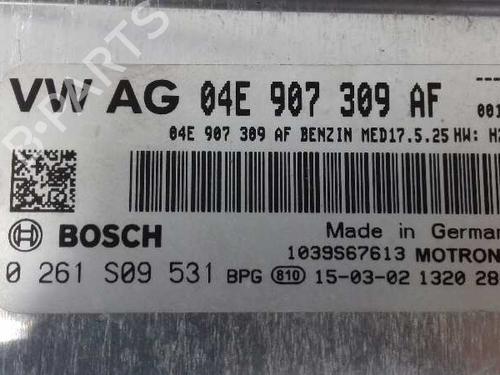 VW AG 04E 907 309 AF
04E 907 309 AF BENZIN MED17.5.25 HW:
BOSCH
Made in German
1039S67613 MOTRON
0 261 S09 531 BPG 810 15-03-02 1320 28
PARTS